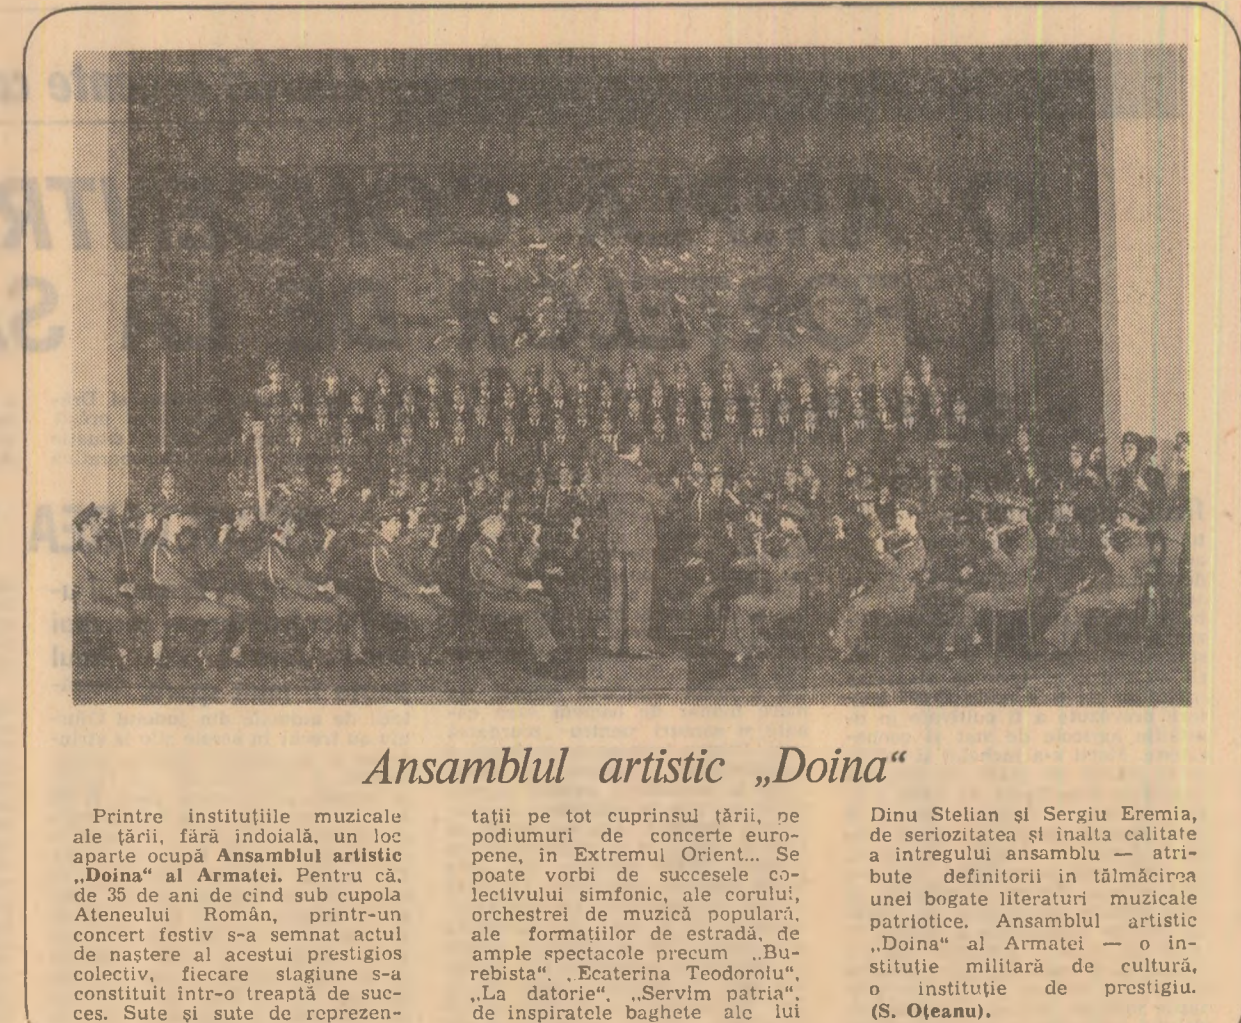 Ansamblul artistic „Doina“
Printre instituțiile muzicale
ale țării, fără indoială, un loc
aparte ocupă Ansamblul artistic
„Doina“ al Armatei. Pentru că,
de 35 de ani de cind sub cupola
Ateneului Român, printr-un
concert festiv s-a semnat actul
de naștere al acestui prestigios
colectiv, fiecare stagiune s-a
constituit intr-o treaptă de suc-
ces. Sute și sute de reprezen-
tații pe tot cuprinsul țării, pe
podiumuri de concerte euro-
pene, in Extremul Orient... Se
poate vorbi de succesele co-
lectivului simfonic, ale corului,
orchestrei de muzică populară,
ale formațiilor de estradă, de
ample spectacole precum „Bu-
rebista“, „Ecaterina Teodoroiu“,
„La datorie“, „Servim patria“,
de inspiratele baghete ale lui
Dinu Stelian și Sergiu Eremia,
de seriozitatea și inalta calitate
a intregului ansamblu — atri-
bute definitorii in tălmăcirea
unei bogate literaturi muzicale
patriotice. Ansamblul artistic
„Doina“ al Armatei — o in-
stituție militară de cultură,
o instituție de prestigiu.
(S. Oțeanu).